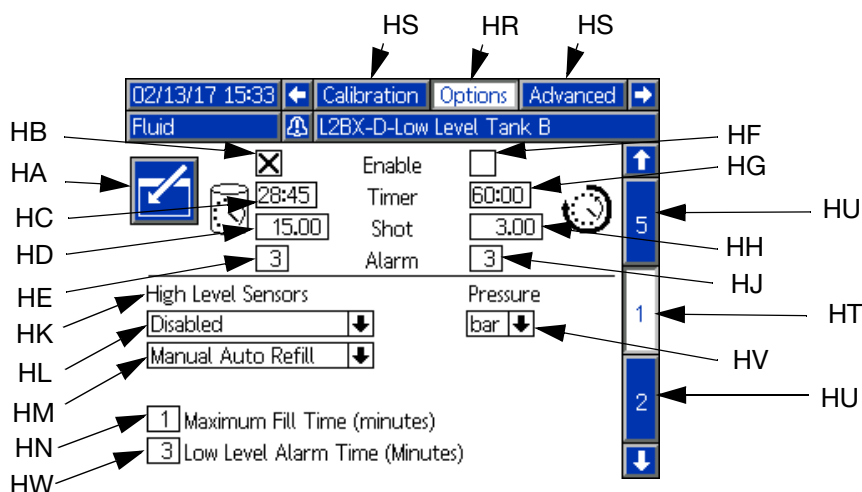 HS HR HS
02/13/17 15:33 Calibration Options Advanced
Fluid L2BX-D-Low Level Tank B
HB Enable HF
HA 28:45 Timer 60:00 HG
HC 15.00 Shot 3.00 5 HU
HD HH
HE 3 Alarm 3 HJ
HK High Level Sensors Pressure
HL Disabled bar 1 HT
HM Manual Auto Refill HV
2 HU
HN 1 Maximum Fill Time (minutes)
HW 3 Low Level Alarm Time (Minutes)